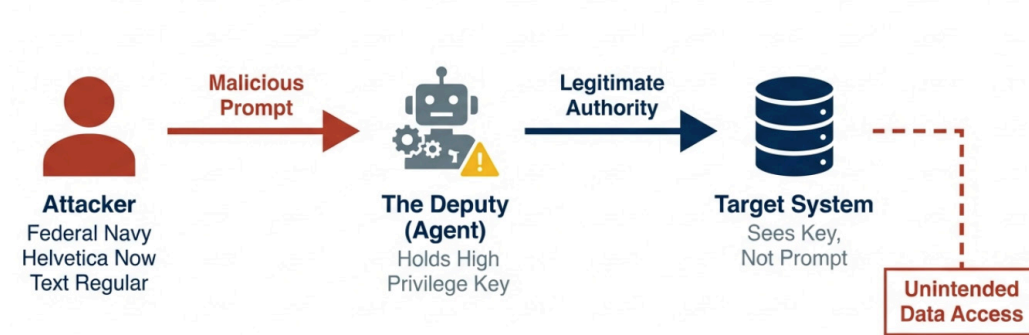 Malicious
Prompt
Legitimate
Authority
Attacker
Federal Navy
Helvetica Now
Text Regular
The Deputy
(Agent)
Holds High
Privilege Key
Target System
Sees Key,
Not Prompt
Unintended
Data Access